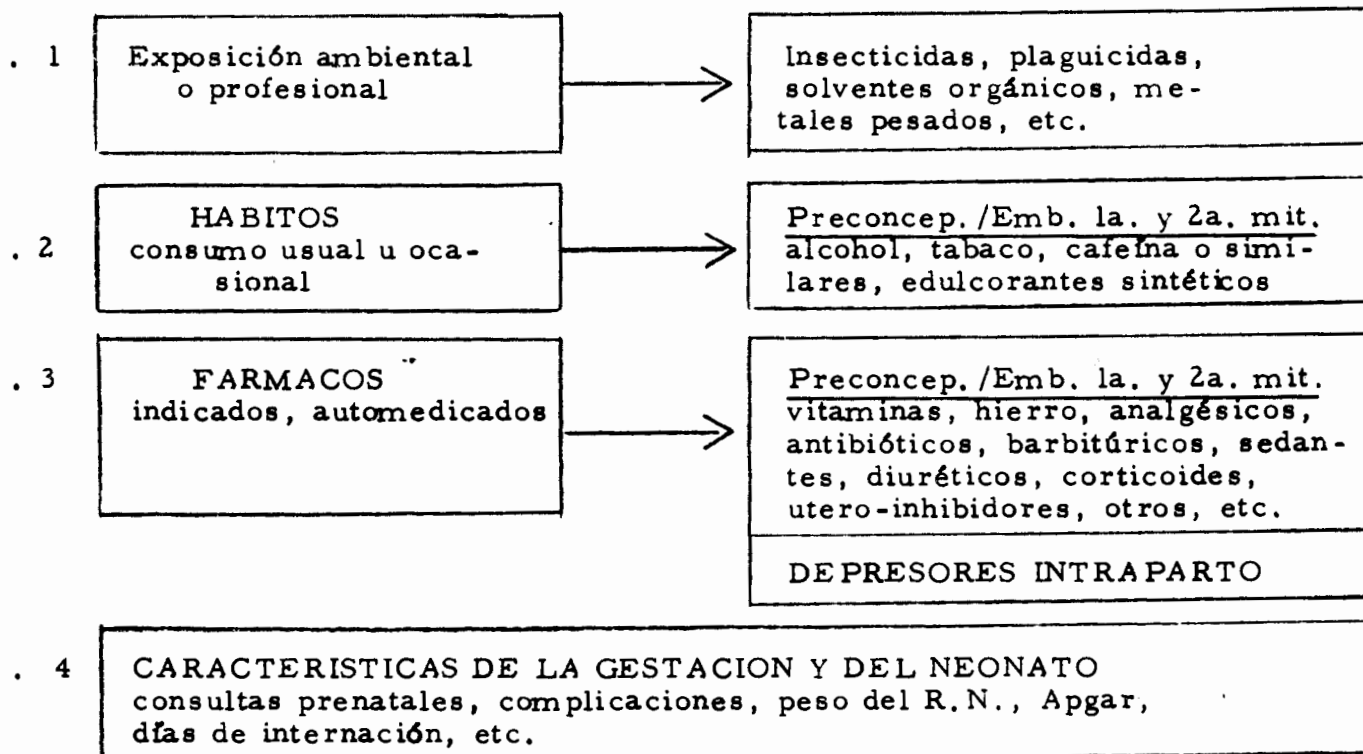 . 1 Exposición ambiental
o profesional
Insecticidas, plaguicidas,
solventes orgánicos, me-
tales pesados, etc.
. 2 HABITOS
consumo usual u oca-
sional
Preconcep. /Emb. 1a. y 2a. mit.
alcohol, tabaco, cafeína o simi-
lares, edulcorantes sintéticos
. 3 FARMACOS
indicados, automedicados
Preconcep. /Emb. 1a. y 2a. mit.
vitaminas, hierro, analgésicos,
antibióticos, barbitúricos, sedan-
tes, diuréticos, corticoides,
utero-inhibidores, otros, etc.
DEPRESORES INTRAPARTO
. 4 CARACTERISTICAS DE LA GESTACION Y DEL NEONATO
consultas prenatales, complicaciones, peso del R.N., Apgar,
días de internación, etc.